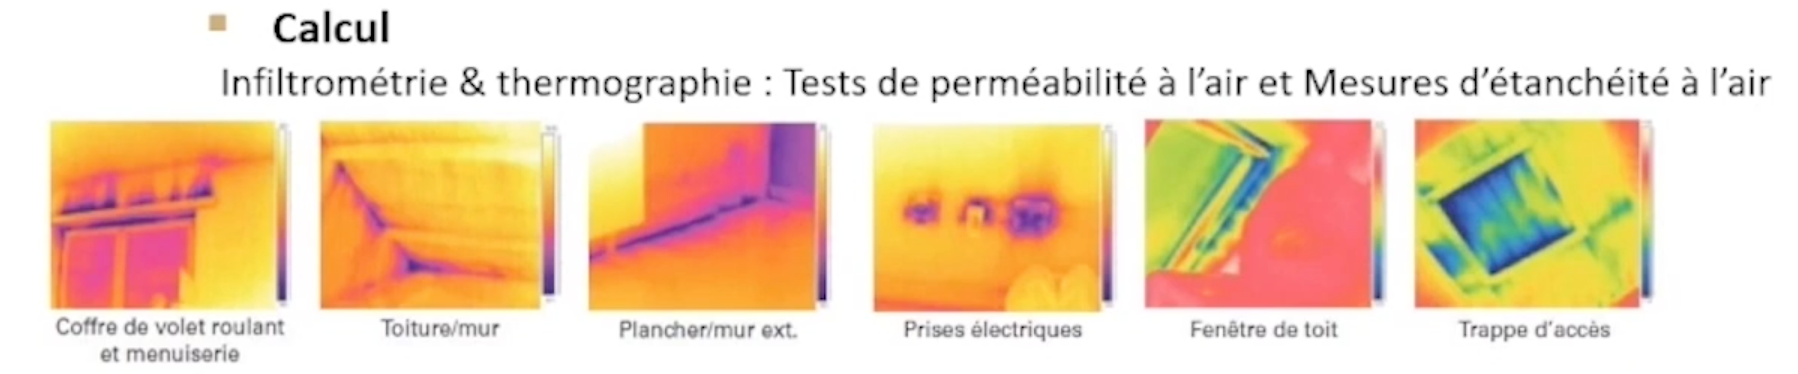 Calcul
Infiltrométrie & thermographie : Tests de perméabilité à l'air et Mesures d'étanchéité à l'air
Coffre de volet roulant
et menuiserie
Toiture/mur
Plancher/mur ext.
Prises électriques
Fenêtre de toit
Trappe d'accès